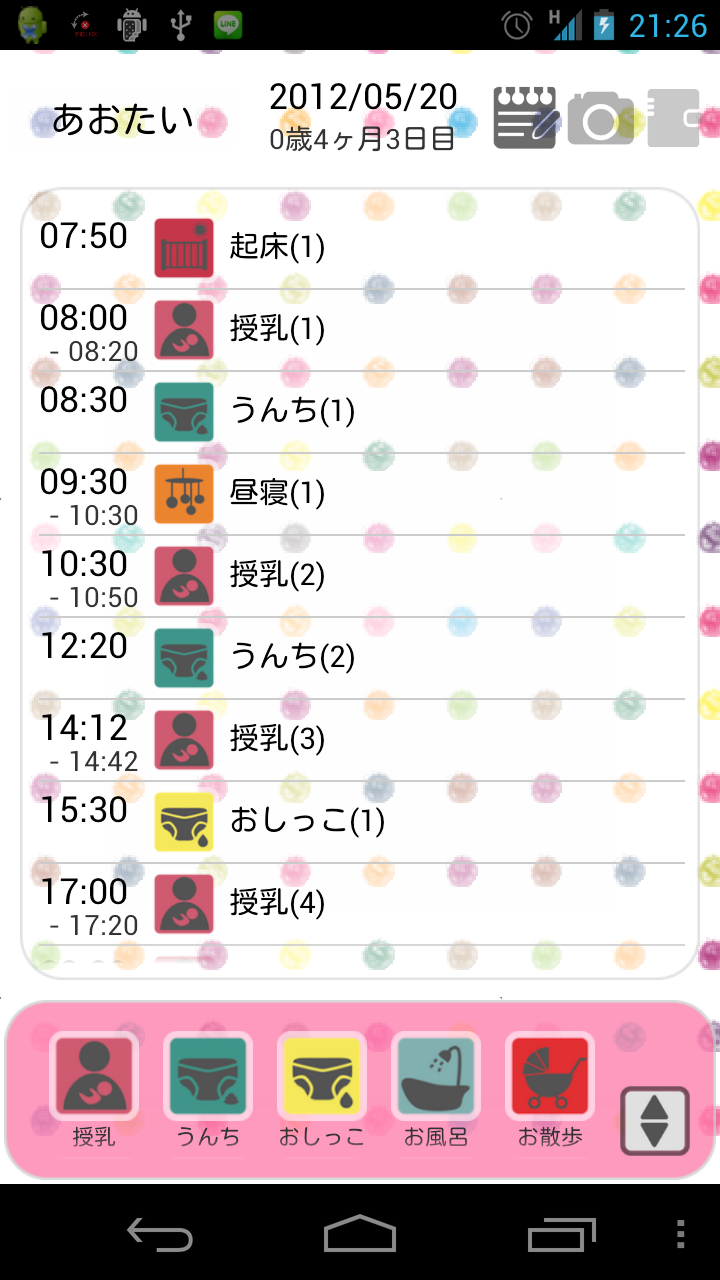 LINE
H
21:26
あおたい
2012/05/20
0歳4ヶ月3日目
07:50
起床(1)
08:00
- 08:20
授乳(1)
08:30
うんち(1)
09:30
- 10:30
昼寝(1)
10:30
- 10:50
授乳(2)
12:20
うんち(2)
14:12
- 14:42
授乳(3)
15:30
おしっこ(1)
17:00
- 17:20
授乳(4)
授乳
うんち
おしっこ
お風呂
お散歩